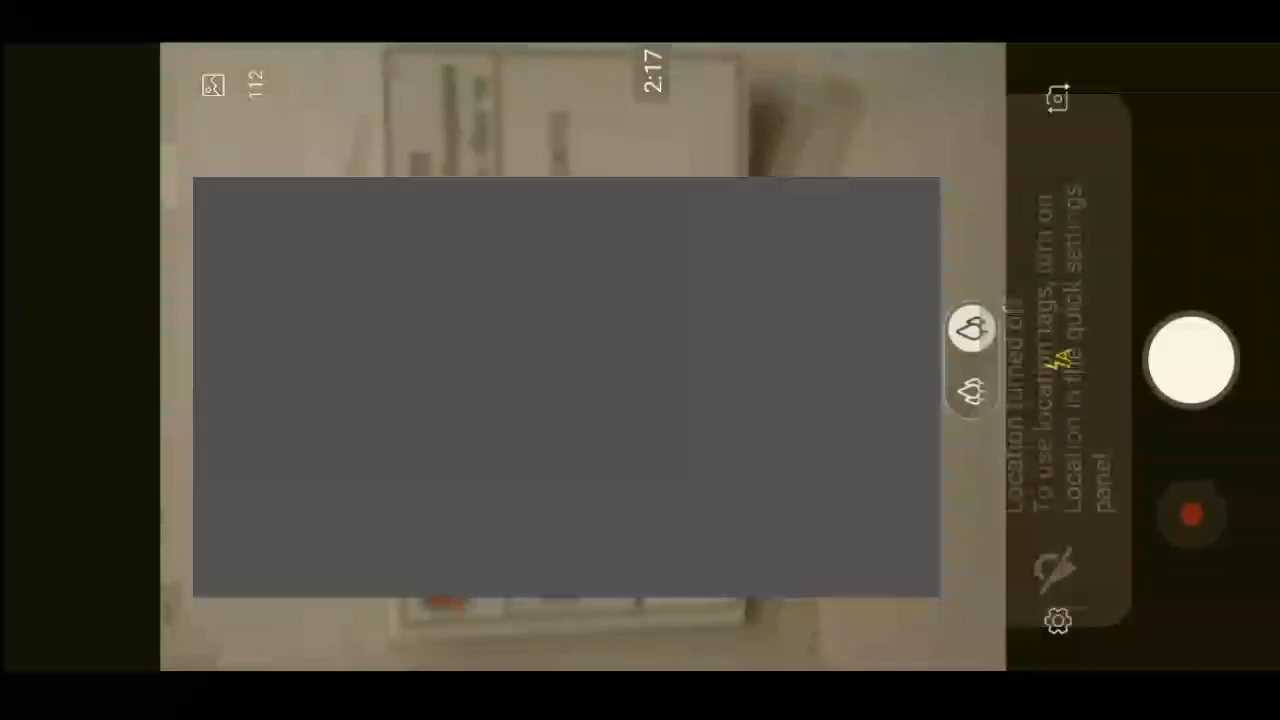 2:17
112
Location turned off
To use location tags, turn on
Location in the quick settings
panel